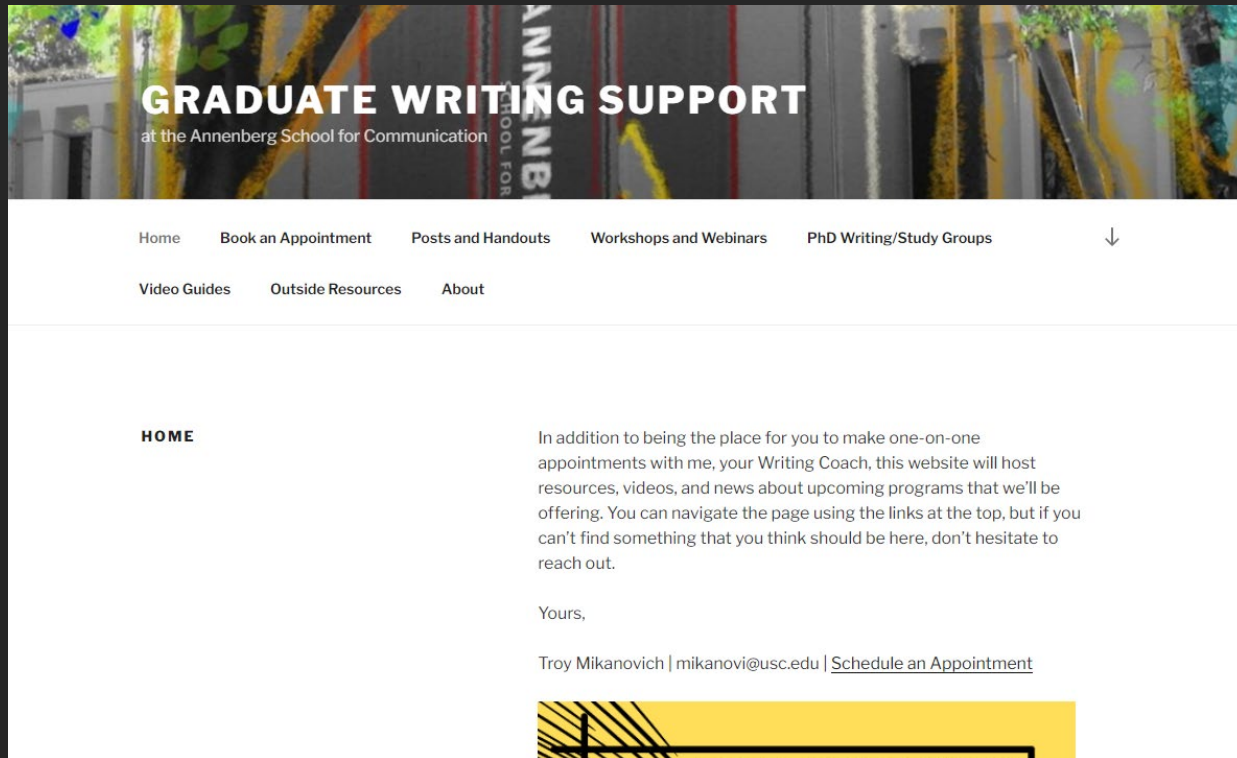 GRADUATE WRITING SUPPORT
at the Annenberg School for Communication
ANNENB
SCHOOL FOR
Home Book an Appointment Posts and Handouts Workshops and Webinars PhD Writing/Study Groups
Video Guides Outside Resources About
HOME
In addition to being the place for you to make one-on-one
appointments with me, your Writing Coach, this website will host
resources, videos, and news about upcoming programs that we’ll be
offering. You can navigate the page using the links at the top, but if you
can’t find something that you think should be here, don’t hesitate to
reach out.
Yours,
Troy Mikanovich | mikanovi@usc.edu | Schedule an Appointment